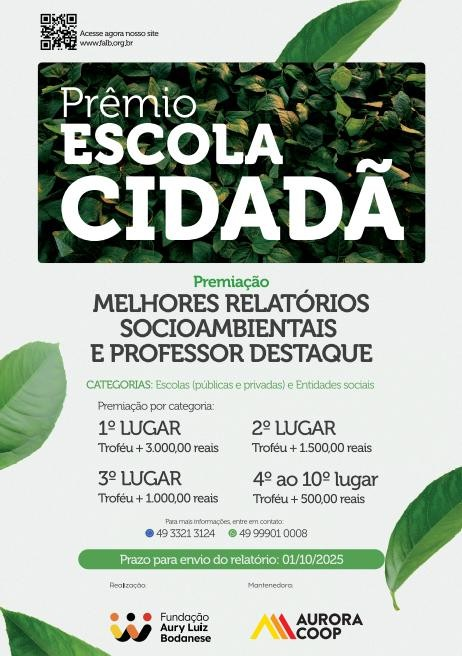 Acesse agora nosso site
www.falb.org.br
Prêmio
ESCOLA
CIDADÃ
Premiação
MELHORES RELATÓRIOS
SOCIOAMBIENTAIS
E PROFESSOR DESTAQUE
CATEGORIAS: Escolas (públicas e privadas) e Entidades sociais
Premiação por categoria:
1º LUGAR
Troféu + 3.000,00 reais
2º LUGAR
Troféu + 1.500,00 reais
3º LUGAR
Troféu + 1.000,00 reais
4º ao 10º lugar
Troféu + 500,00 reais
Para mais informações, entre em contato:
49 3321 3124 49 99901 0008
Prazo para envio do relatório: 01/10/2025
Realização: Mantenedora:
Fundação
Aury Luiz
Bodanese
AURORA
COOP